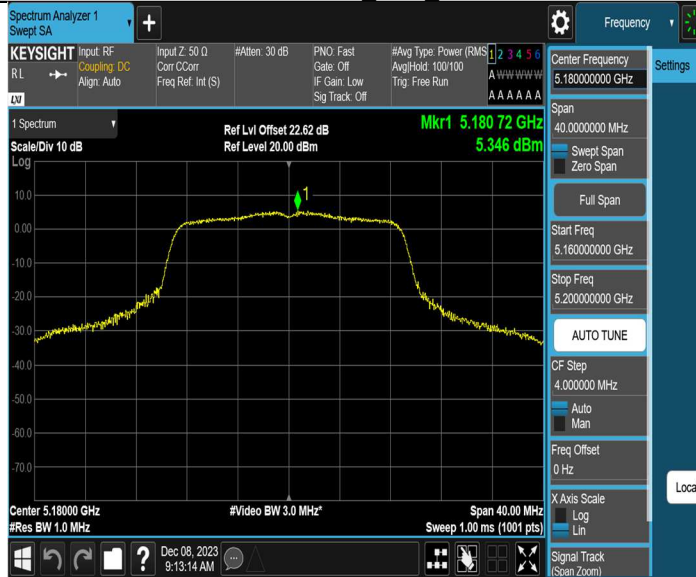 Spectrum Analyzer 1
Swept SA
+
Frequency
KEYSIGHT
RL
LXI
Input: RF
Coupling: DC
Align: Auto
Input Z: 50 Ω
Corr CCorr
Freq Ref: Int (S)
#Atten: 30 dB
PNO: Fast
Gate: Off
IF Gain: Low
Sig Track: Off
#Avg Type: Power (RMS
Avg|Hold: 100/100
Trig: Free Run
1 2 3 4 5 6
A W W W W W
A A A A A A
1 Spectrum
Scale/Div 10 dB
Log
Ref Lvl Offset 22.62 dB
Ref Level 20.00 dBm
Mkr1 5.180 72 GHz
5.346 dBm
1
10.0
0.00
-10.0
-20.0
-30.0
-40.0
-50.0
-60.0
-70.0
Center 5.18000 GHz
#Res BW 1.0 MHz
#Video BW 3.0 MHz*
Span 40.00 MHz
Sweep 1.00 ms (1001 pts)
?
Dec 08, 2023
9:13:14 AM
Center Frequency
5.180000000 GHz
Span
40.0000000 MHz
Swept Span
Zero Span
Full Span
Start Freq
5.160000000 GHz
Stop Freq
5.200000000 GHz
AUTO TUNE
CF Step
4.000000 MHz
Auto
Man
Freq Offset
0 Hz
X Axis Scale
Log
Lin
Signal Track
(Span Zoom)
Settings
Loca